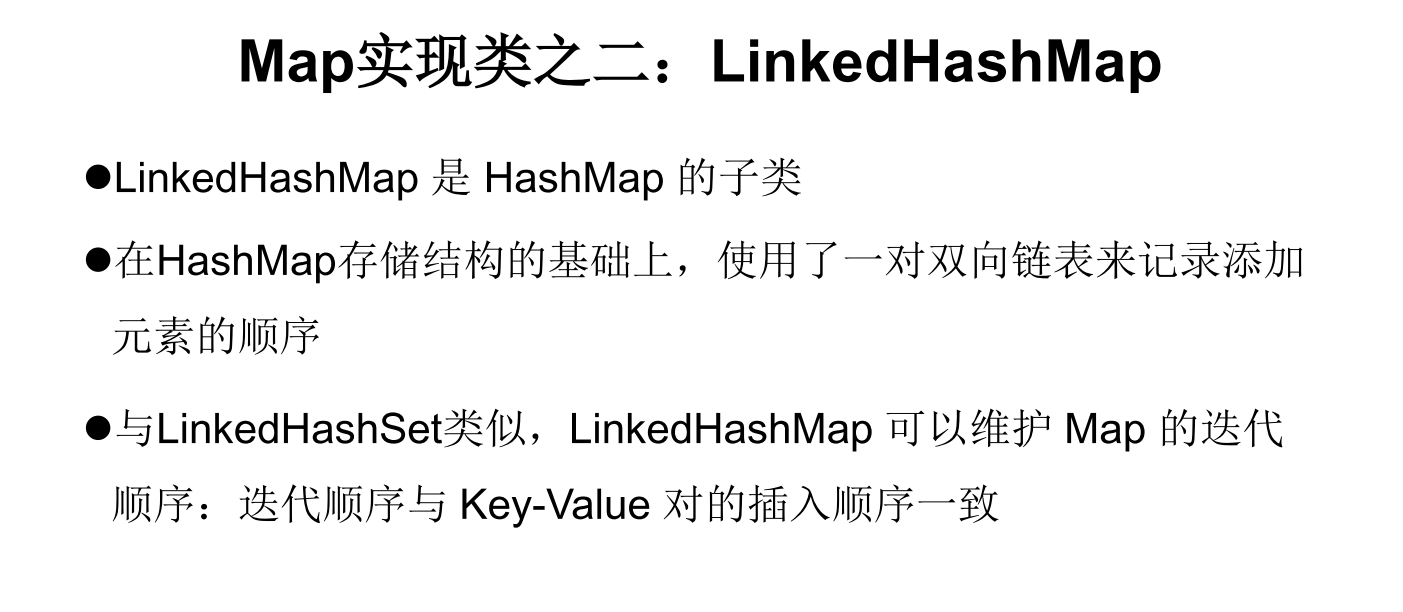 Map实现类之二：LinkedHashMap
●LinkedHashMap 是 HashMap 的子类
●在HashMap存储结构的基础上，使用了一对双向链表来记录添加
元素的顺序
●与LinkedHashSet类似，LinkedHashMap 可以维护 Map 的迭代
顺序：迭代顺序与 Key-Value 对的插入顺序一致